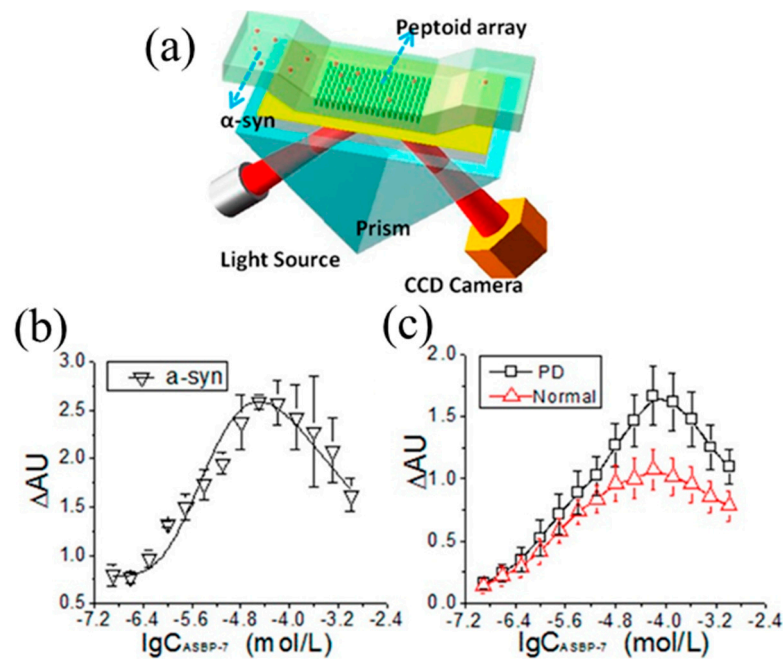 (a)
Peptoid array
α-syn
Prism
Light Source
CCD Camera
(b)
3.0
2.5
2.0
1.5
1.0
0.5
ΔAU
a-syn
-7.2 -6.4 -5.6 -4.8 -4.0 -3.2 -2.4
lgC_ASBP-7 (mol/L)
(c)
2.0
1.5
1.0
0.5
0.0
ΔAU
PD
Normal
-7.2 -6.4 -5.6 -4.8 -4.0 -3.2 -2.4
lgC_ASBP-7 (mol/L)